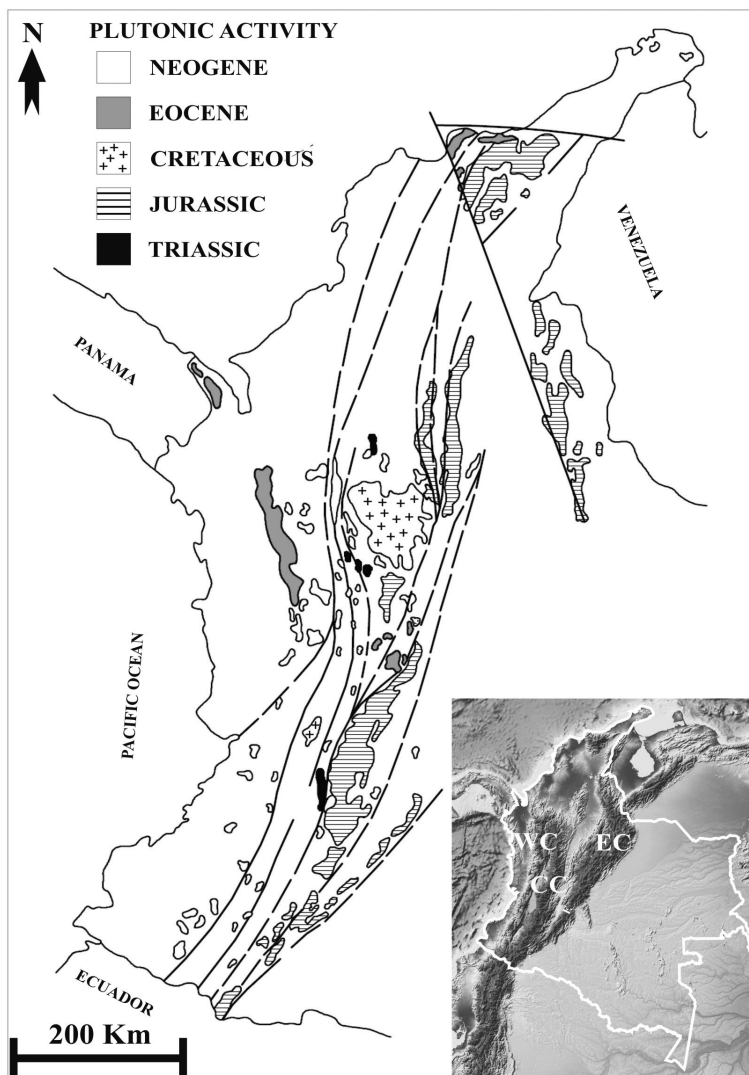 N
PLUTONIC ACTIVITY
NEOGENE
EOCENE
CRETACEOUS
JURASSIC
TRIASSIC
VENEZUELA
PANAMA
PACIFIC OCEAN
WC
EC
CC
ECUADOR
200 Km